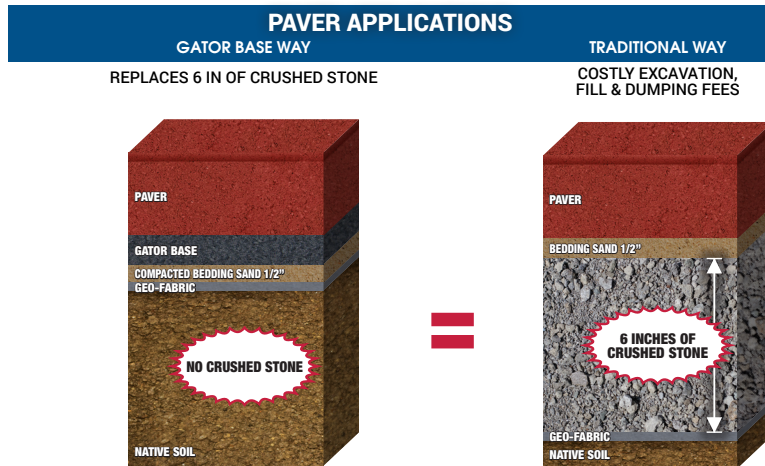 PAVER APPLICATIONS
GATOR BASE WAY
REPLACES 6 IN OF CRUSHED STONE
PAVER
GATOR BASE
COMPACTED BEDDING SAND 1/2"
GEO-FABRIC
NO CRUSHED STONE
NATIVE SOIL
TRADITIONAL WAY
COSTLY EXCAVATION,
FILL & DUMPING FEES
PAVER
BEDDING SAND 1/2"
6 INCHES OF
CRUSHED STONE
GEO-FABRIC
NATIVE SOIL